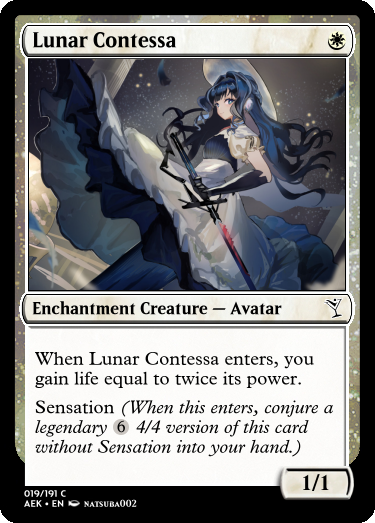 Lunar Contessa
Enchantment Creature — Avatar
When Lunar Contessa enters, you
gain life equal to twice its power.
Sensation (When this enters, conjure a
legendary 6 4/4 version of this card
without Sensation into your hand.)
1/1
019/191 C
AEK • EN NATSUBA002